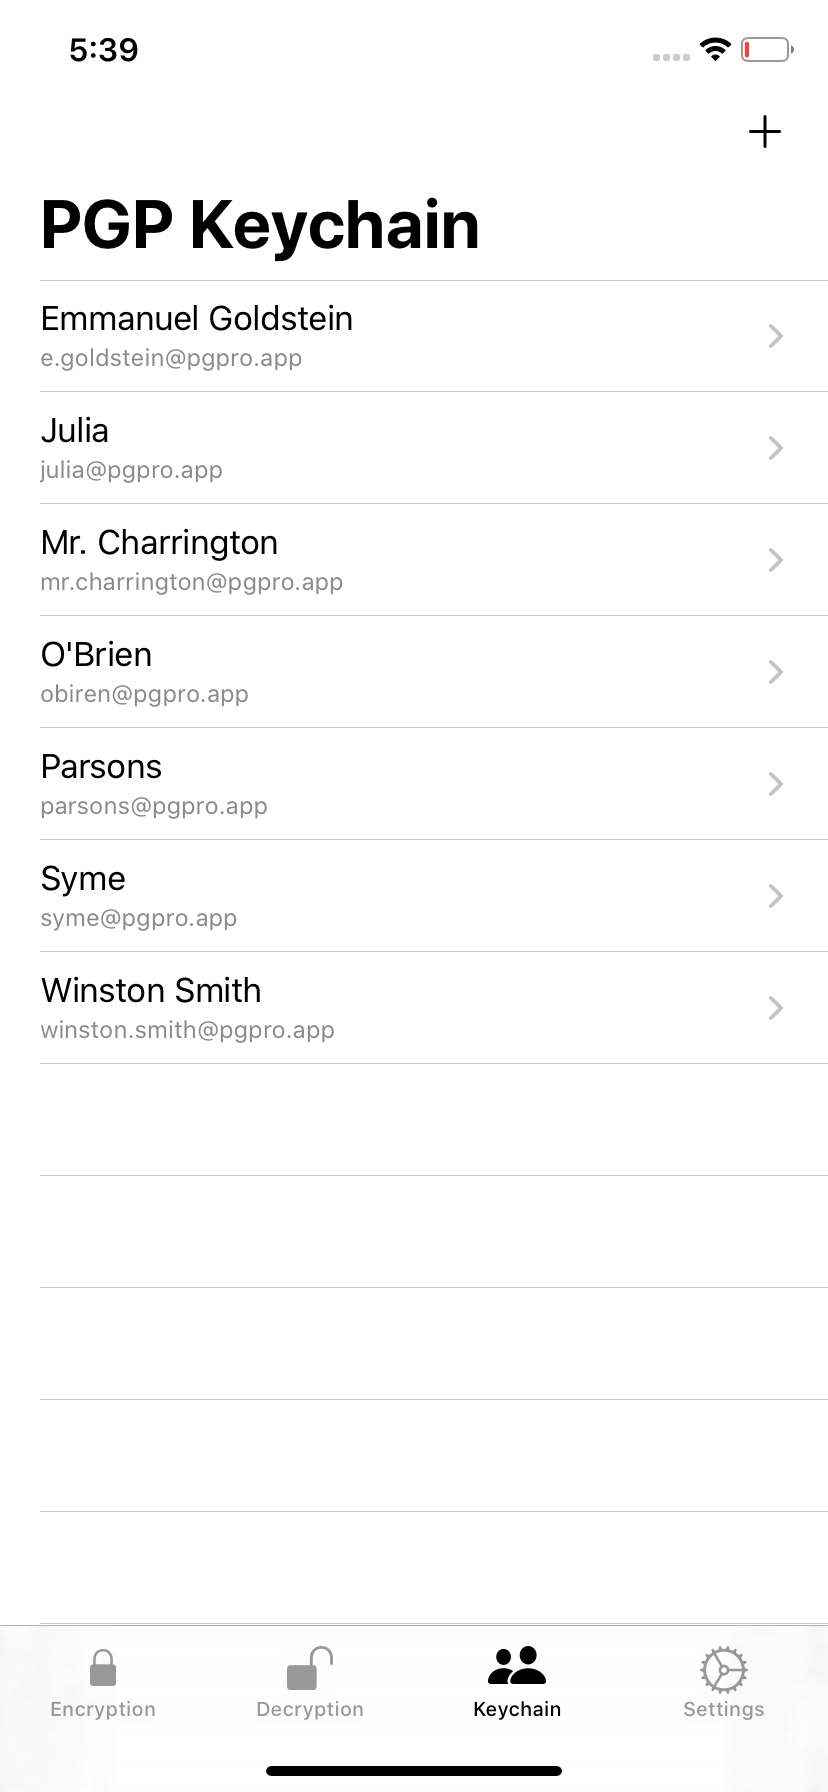 5:39
PGP Keychain
Emmanuel Goldstein
e.goldstein@pgpro.app
Julia
julia@pgpro.app
Mr. Charrington
mr.charrington@pgpro.app
O'Brien
obiren@pgpro.app
Parsons
parsons@pgpro.app
Syme
syme@pgpro.app
Winston Smith
winston.smith@pgpro.app
Encryption Decryption Keychain Settings